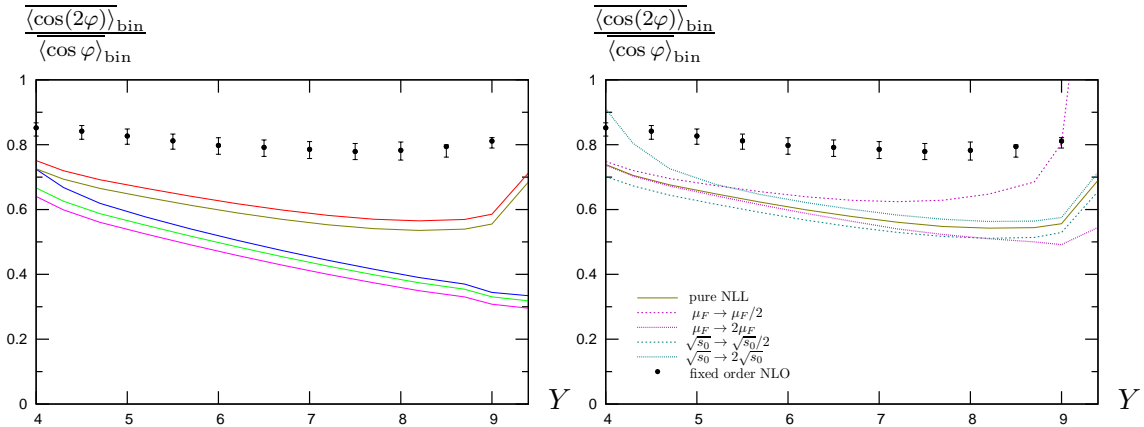 ⟨cos(2φ)⟩bin
⟨cos φ⟩bin
1
0.8
0.6
0.4
0.2
0
4 5 6 7 8 9
Y
⟨cos(2φ)⟩bin
⟨cos φ⟩bin
1
0.8
0.6
0.4
0.2
0
pure NLL
μF → μF/2
μF → 2μF
√s0 → √s0/2
√s0 → 2√s0
fixed order NLO
4 5 6 7 8 9
Y